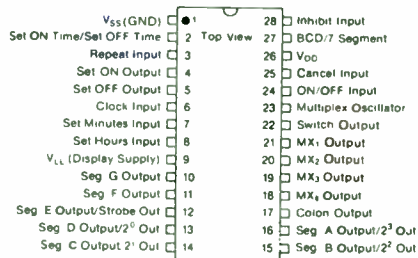 VSS (GND) 1 28 Inhibit Input
Set ON Time/Set OFF Time 2 Top View 27 BCD/7 Segment
Repeat Input 3 26 VDD
Set ON Output 4 25 Cancel Input
Set OFF Output 5 24 ON/OFF Input
Clock Input 6 23 Multiplex Oscillator
Set Minutes Input 7 22 Switch Output
Set Hours Input 8 21 MX1 Output
VLL (Display Supply) 9 20 MX2 Output
Seg G Output 10 19 MX3 Output
Seg F Output 11 18 MX4 Output
Seg E Output/Strobe Out 12 17 Colon Output
Seg D Output/2⁰ Out 13 16 Seg A Output/2³ Out
Seg C Output 2¹ Out 14 15 Seg B Output/2² Out